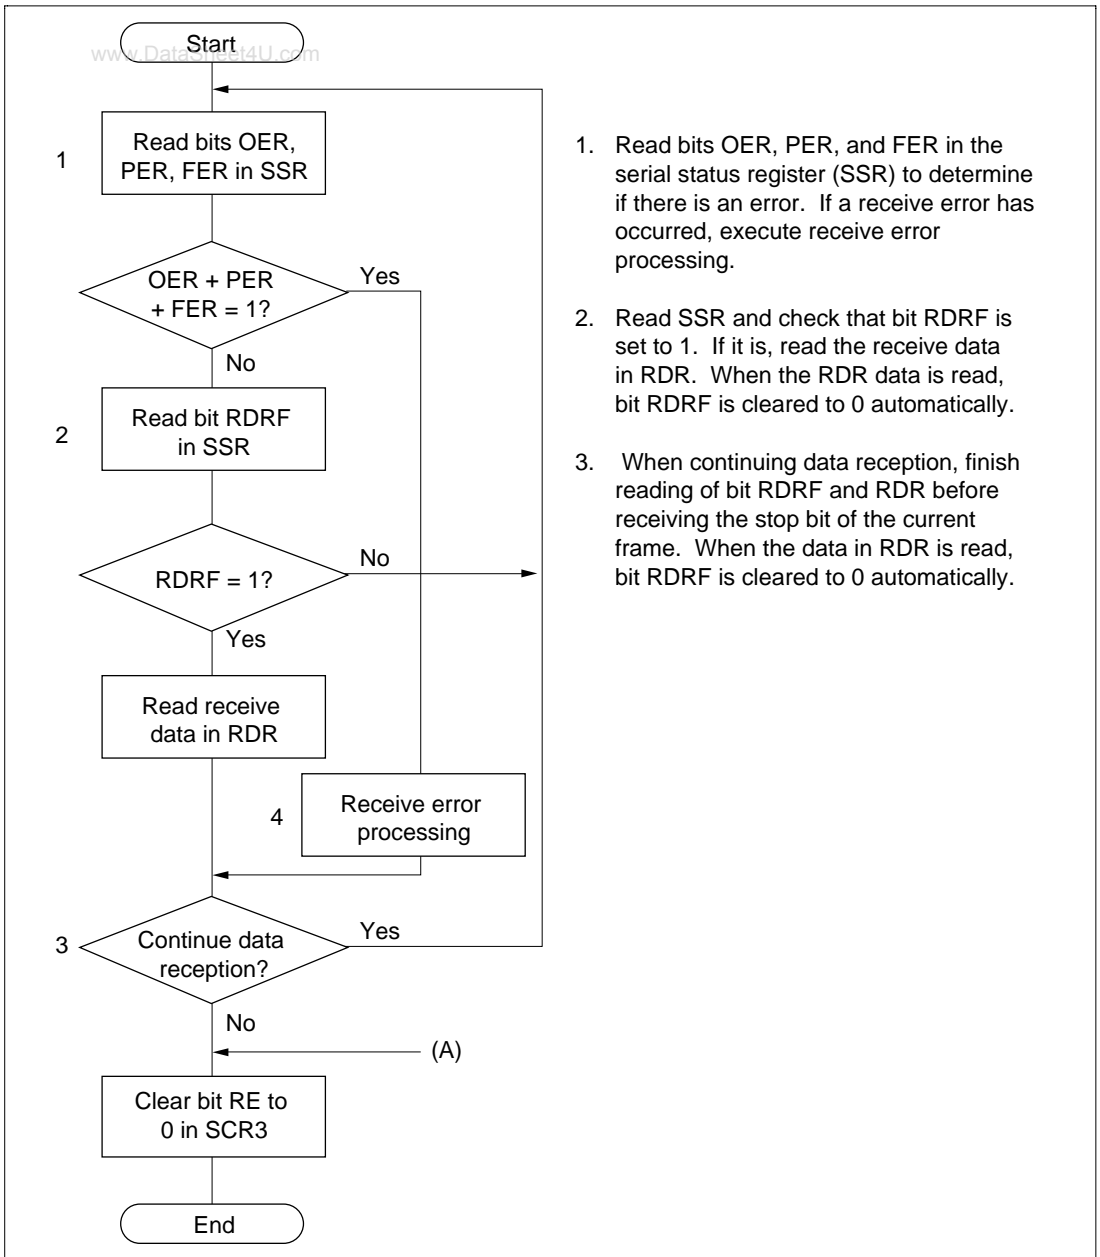 Start
www.DataSheet4U.com
1
Read bits OER,
PER, FER in SSR
OER + PER
+ FER = 1?
Yes
No
2
Read bit RDRF
in SSR
RDRF = 1?
No
Yes
Read receive
data in RDR
4
Receive error
processing
3
Continue data
reception?
Yes
No
(A)
Clear bit RE to
0 in SCR3
End
1. Read bits OER, PER, and FER in the
serial status register (SSR) to determine
if there is an error. If a receive error has
occurred, execute receive error
processing.
2. Read SSR and check that bit RDRF is
set to 1. If it is, read the receive data
in RDR. When the RDR data is read,
bit RDRF is cleared to 0 automatically.
3. When continuing data reception, finish
reading of bit RDRF and RDR before
receiving the stop bit of the current
frame. When the data in RDR is read,
bit RDRF is cleared to 0 automatically.